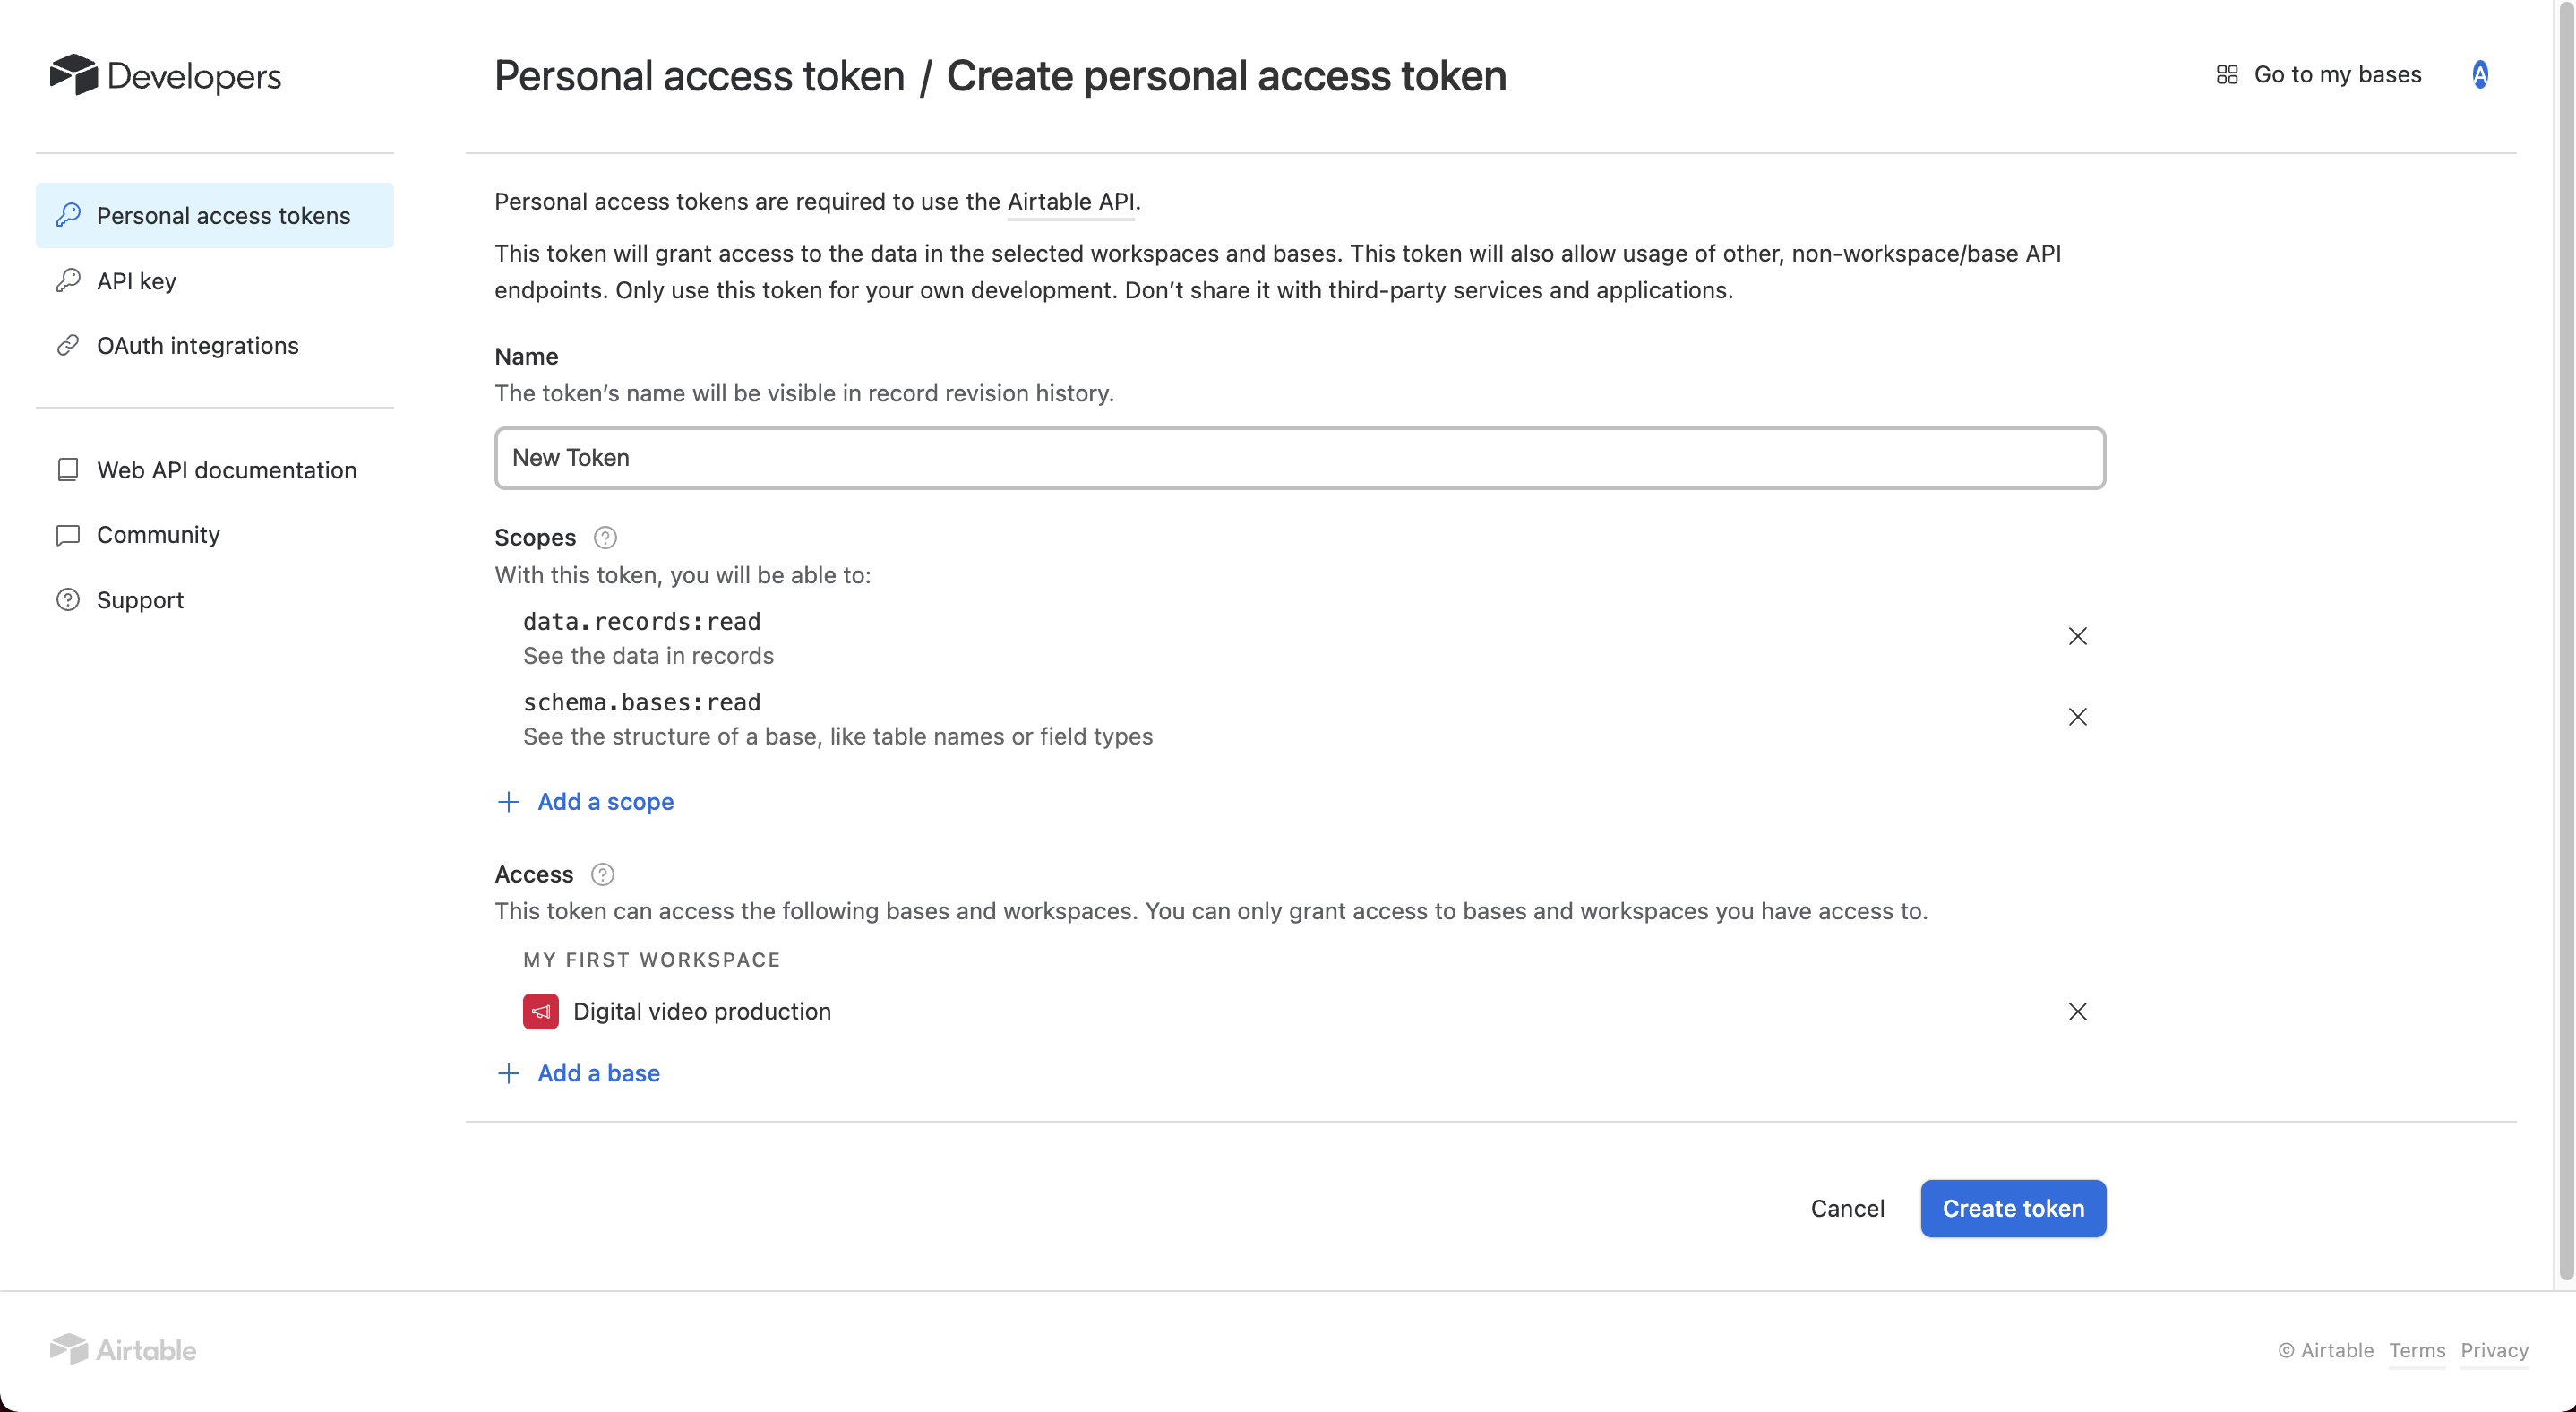 Developers
Personal access token / Create personal access token
Go to my bases
A
Personal access tokens
API key
OAuth integrations
Web API documentation
Community
Support
Personal access tokens are required to use the Airtable API.
This token will grant access to the data in the selected workspaces and bases. This token will also allow usage of other, non-workspace/base API
endpoints. Only use this token for your own development. Don’t share it with third-party services and applications.
Name
The token’s name will be visible in record revision history.
New Token
Scopes ?
With this token, you will be able to:
data.records:read
See the data in records
schema.bases:read
See the structure of a base, like table names or field types
+ Add a scope
Access ?
This token can access the following bases and workspaces. You can only grant access to bases and workspaces you have access to.
MY FIRST WORKSPACE
Digital video production
+ Add a base
Cancel
Create token
Airtable
© Airtable Terms Privacy